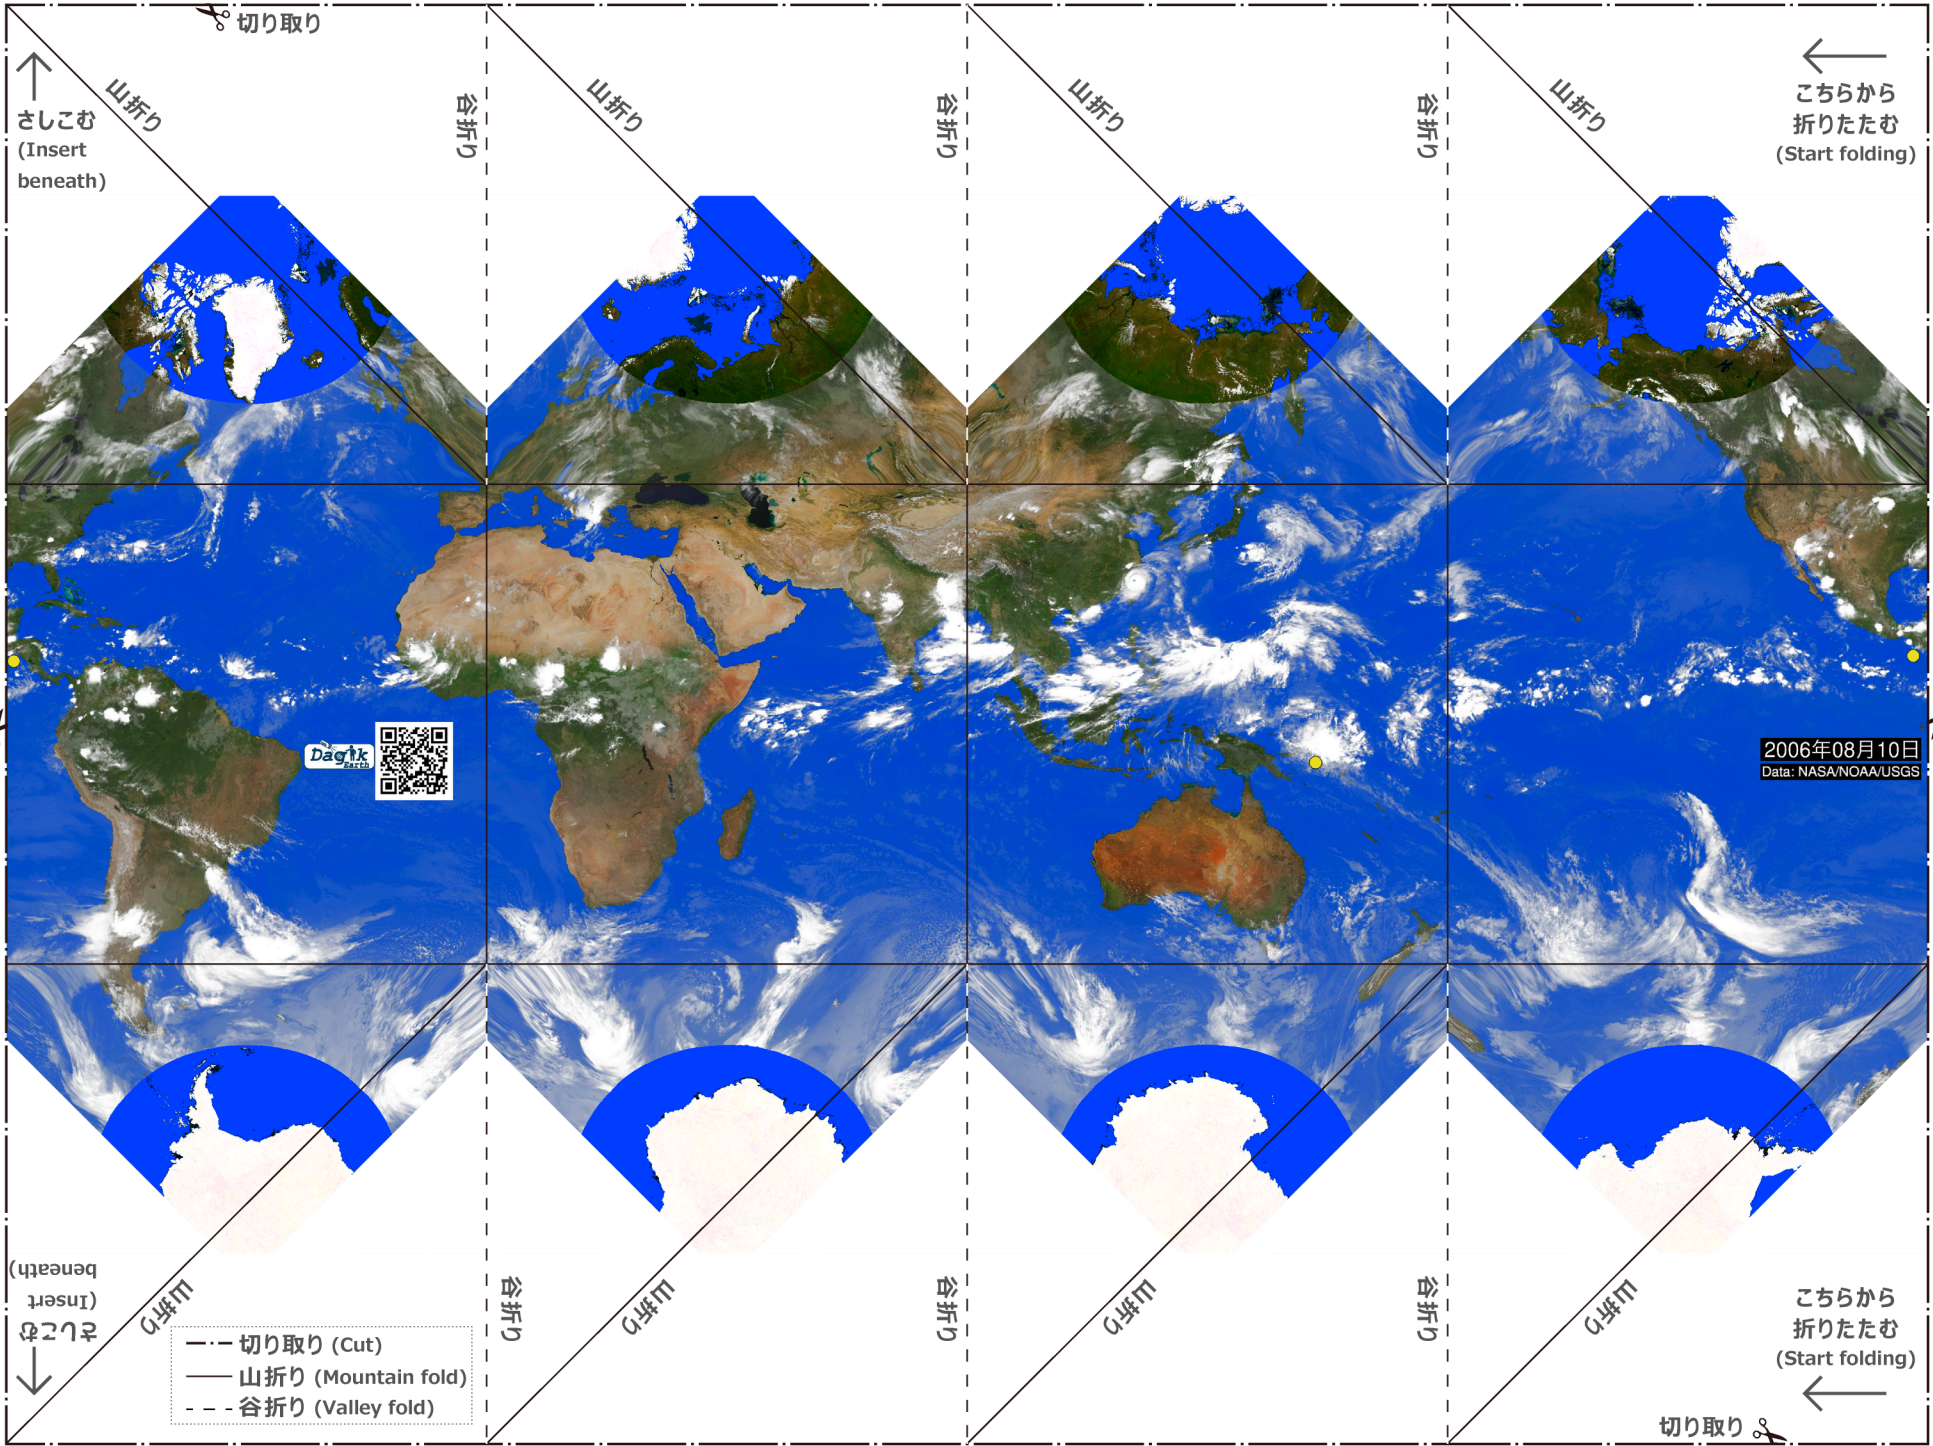 切り取り
さしこむ
(Insert
beneath)
山折り
谷折り
山折り
谷折り
山折り
谷折り
山折り
こちらから
折りたたむ
(Start folding)
Dagik
Earth
2006年08月10日
Data: NASA/NOAA/USGS
さしこむ
(Insert
beneath)
山折り
谷折り
山折り
谷折り
山折り
谷折り
山折り
こちらから
折りたたむ
(Start folding)
切り取り (Cut)
山折り (Mountain fold)
谷折り (Valley fold)
切り取り